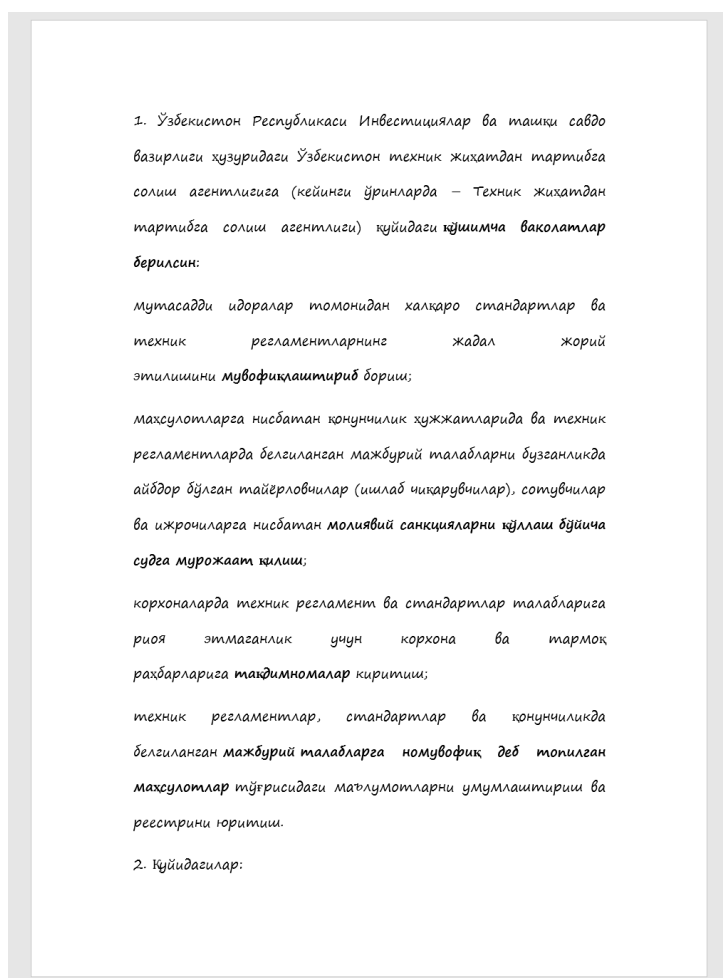 1. Ўзбекистон Республикаси Инвестициялар ва ташқи савдо
вазирлиги ҳузуридаги Ўзбекистон техник жиҳатдан тартибга
солиш агентлигига (кейинги ўринларда – Техник жиҳатдан
тартибга солиш агентлиги) қуйидаги қўшимча ваколатлар
берилсин:
мутасадди идоралар томонидан халқаро стандартлар ва
техник регламентларнинг жадал жорий
этилишини мувофиқлаштириб бориш;
маҳсулотларга нисбатан қонунчилик ҳужжатларида ва техник
регламентларда белгиланган мажбурий талабларни бузганликда
айбдор бўлган тайёрловчилар (ишлаб чиқарувчилар), сотувчилар
ва ижрочиларга нисбатан молиявий санкцияларни қўллаш бўйича
судга мурожаат қилиш;
корхоналарда техник регламент ва стандартлар талабларига
риоя этмаганлик учун корхона ва тармоқ
раҳбарларига тақдимномалар киритиш;
техник регламентлар, стандартлар ва қонунчиликда
белгиланган мажбурий талабларга номувофиқ деб топилган
маҳсулотлар тўғрисидаги маълумотларни умумлаштириш ва
реестрини юритиш.
2. Қуйидагилар: